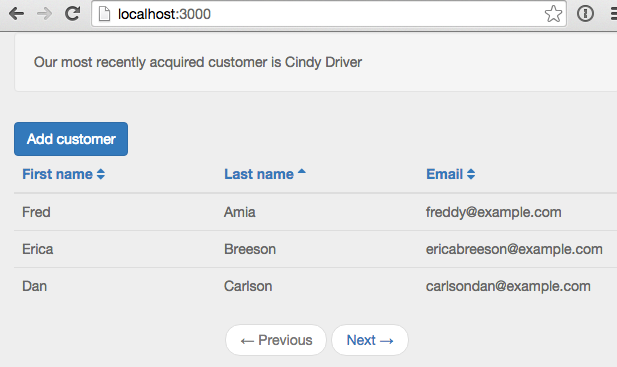 localhost:3000
Our most recently acquired customer is Cindy Driver
Add customer
First name Last name Email
Fred Amia freddy@example.com
Erica Breeson ericabreeson@example.com
Dan Carlson carlsondan@example.com
← Previous Next →